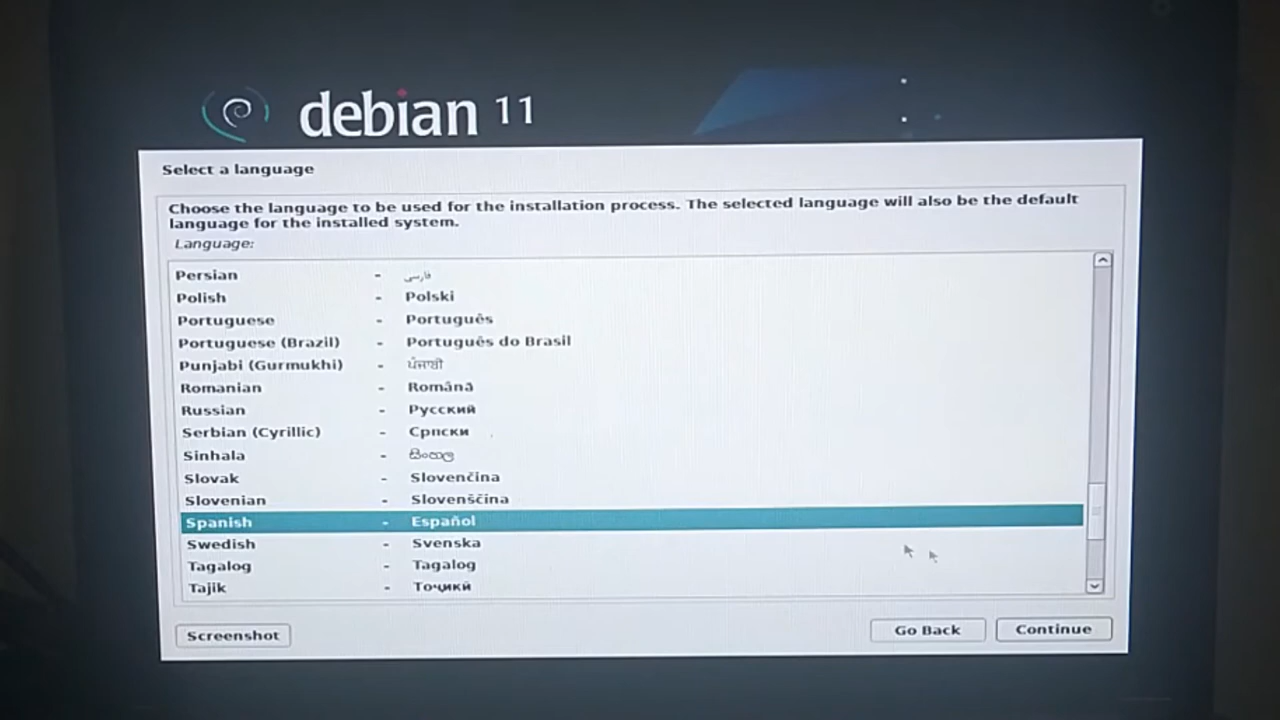 debian 11
Select a language
Choose the language to be used for the installation process. The selected language will also be the default
language for the installed system.
Language:
Persian - فارسی
Polish - Polski
Portuguese - Português
Portuguese (Brazil) - Português do Brasil
Punjabi (Gurmukhi) - ਪੰਜਾਬੀ
Romanian - Română
Russian - Русский
Serbian (Cyrillic) - Српски
Sinhala - සිංහල
Slovak - Slovenčina
Slovenian - Slovenščina
Spanish - Español
Swedish - Svenska
Tagalog - Tagalog
Tajik - Тоҷикӣ
Screenshot Go Back Continue